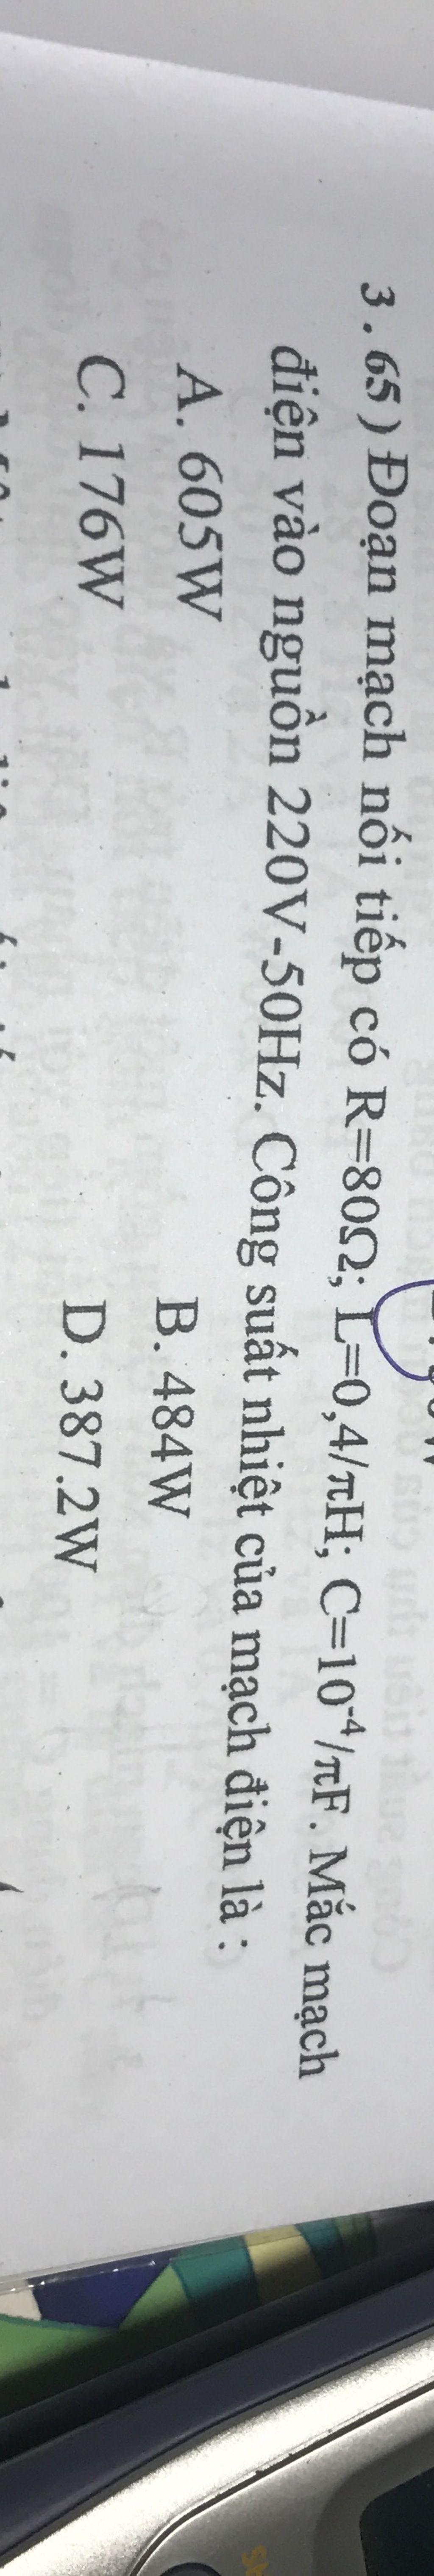 3.65) Đoạn mạch nối tiếp có R=80Ω; L=0,4/πH; C=10⁻⁴/πF. Mắc mạch
điện vào nguồn 220V-50Hz. Công suất nhiệt của mạch điện là :
A. 605W B. 484W
C. 176W D. 387.2W